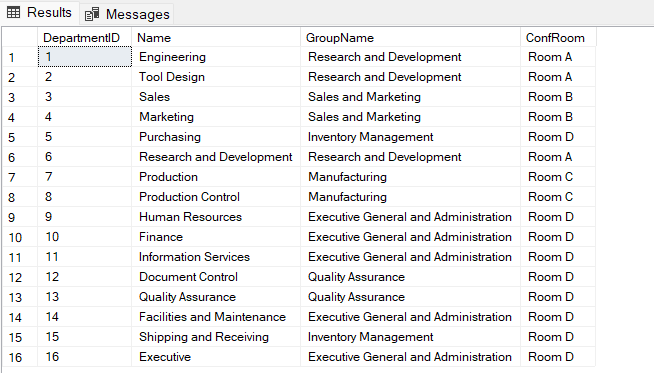 Results Messages
DepartmentID Name GroupName ConfRoom
1 1 Engineering Research and Development Room A
2 2 Tool Design Research and Development Room A
3 3 Sales Sales and Marketing Room B
4 4 Marketing Sales and Marketing Room B
5 5 Purchasing Inventory Management Room D
6 6 Research and Development Research and Development Room A
7 7 Production Manufacturing Room C
8 8 Production Control Manufacturing Room C
9 9 Human Resources Executive General and Administration Room D
10 10 Finance Executive General and Administration Room D
11 11 Information Services Executive General and Administration Room D
12 12 Document Control Quality Assurance Room D
13 13 Quality Assurance Quality Assurance Room D
14 14 Facilities and Maintenance Executive General and Administration Room D
15 15 Shipping and Receiving Inventory Management Room D
16 16 Executive Executive General and Administration Room D